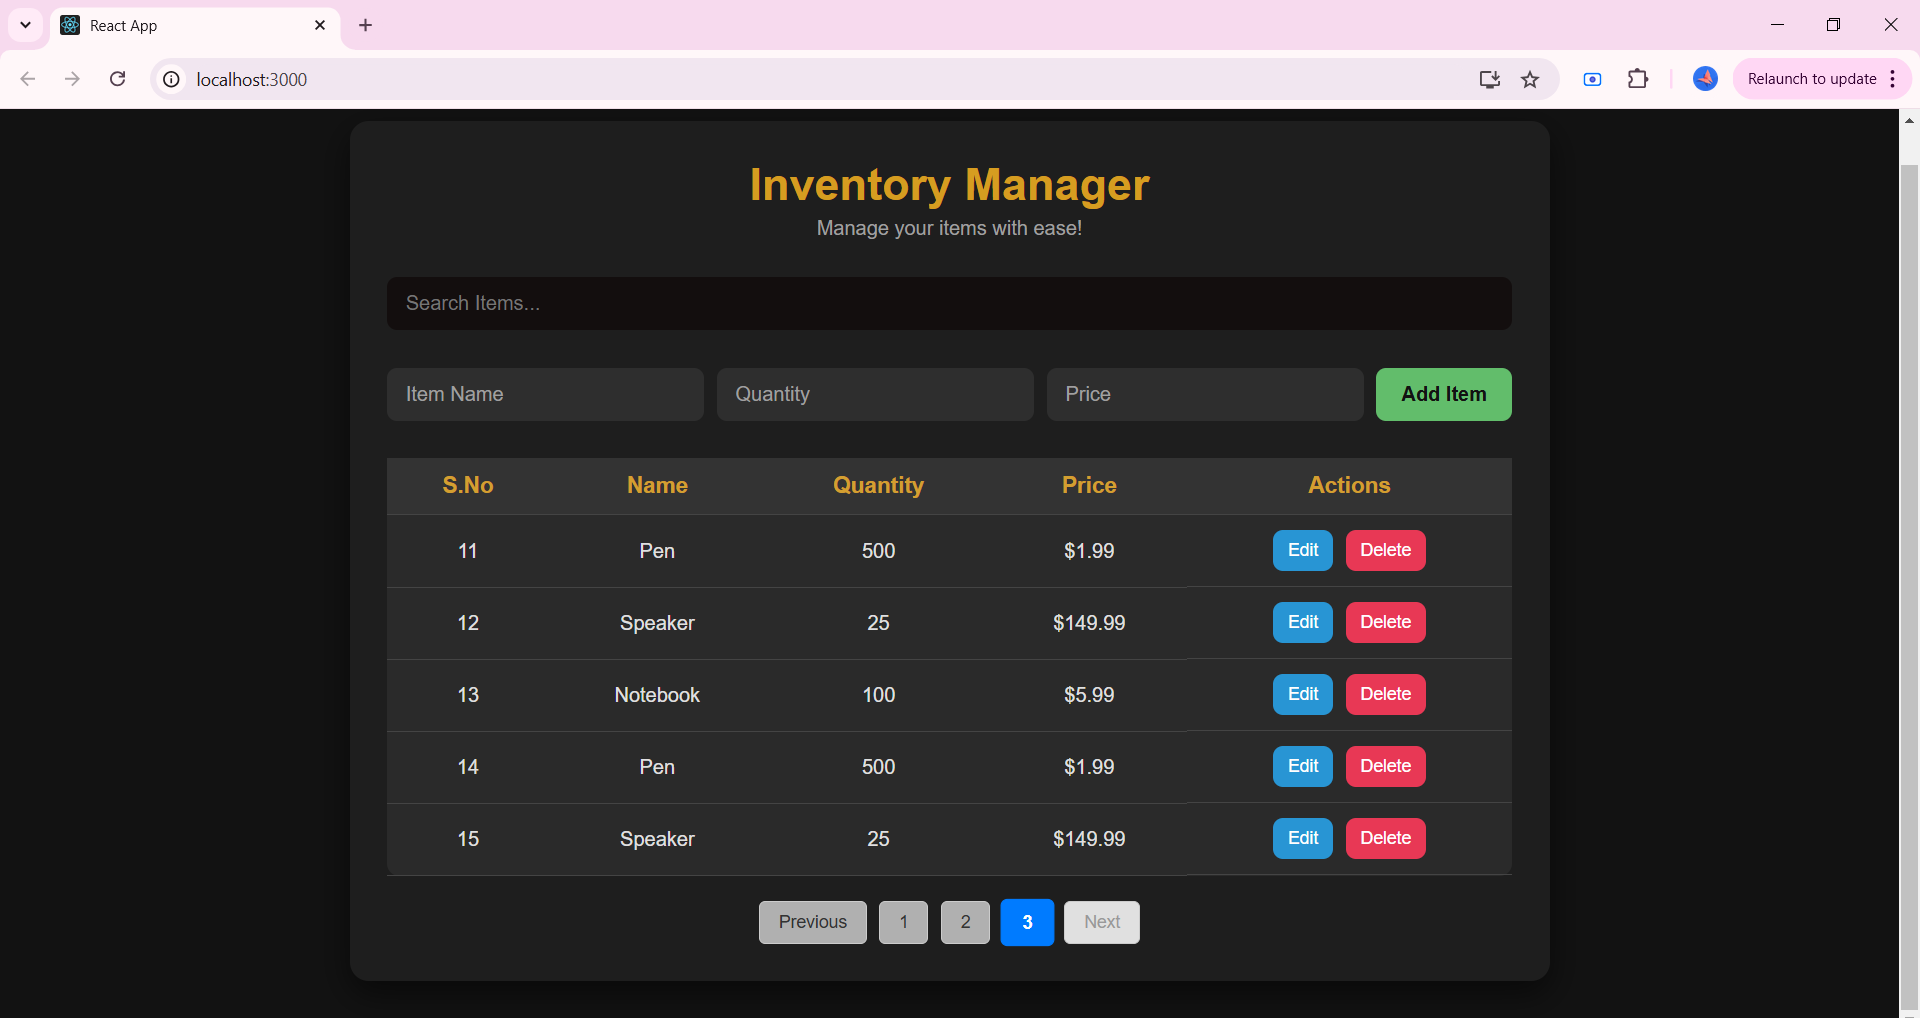 React App
localhost:3000
Relaunch to update
Inventory Manager
Manage your items with ease!
Search Items...
Item Name Quantity Price Add Item
S.No Name Quantity Price Actions
11 Pen 500 $1.99 Edit Delete
12 Speaker 25 $149.99 Edit Delete
13 Notebook 100 $5.99 Edit Delete
14 Pen 500 $1.99 Edit Delete
15 Speaker 25 $149.99 Edit Delete
Previous 1 2 3 Next